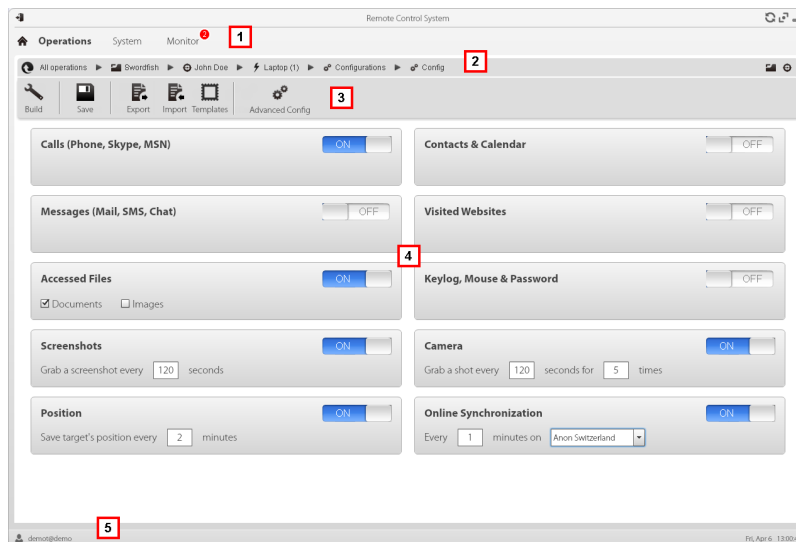 Remote Control System
Operations System Monitor 2 1
All operations Swordfish John Doe Laptop (1) Configurations Config 2
Build Save Export Import Templates Advanced Config 3
Calls (Phone, Skype, MSN) ON
Contacts & Calendar OFF
Messages (Mail, SMS, Chat) OFF
Visited Websites OFF
4
Accessed Files ON
Documents Images
Keylog, Mouse & Password OFF
Screenshots ON
Grab a screenshot every 120 seconds
Camera ON
Grab a shot every 120 seconds for 5 times
Position ON
Save target's position every 2 minutes
Online Synchronization ON
Every 1 minutes on Anon Switzerland
5
demot@demo Fri, Apr 6 13:00: